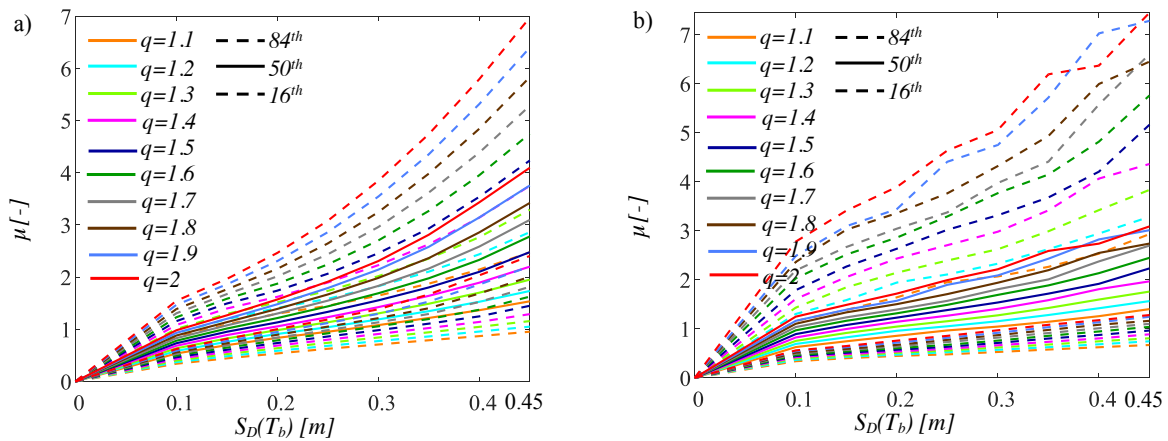 a)
7
6
5
4
3
2
1
0
μ [-]
q=1.1
q=1.2
q=1.3
q=1.4
q=1.5
q=1.6
q=1.7
q=1.8
q=1.9
q=2
84th
50th
16th
0 0.1 0.2 0.3 0.4 0.45
S_D(T_b) [m]
b)
7
6
5
4
3
2
1
0
μ [-]
q=1.1
q=1.2
q=1.3
q=1.4
q=1.5
q=1.6
q=1.7
q=1.8
q=1.9
q=2
84th
50th
16th
0 0.1 0.2 0.3 0.4 0.45
S_D(T_b) [m]